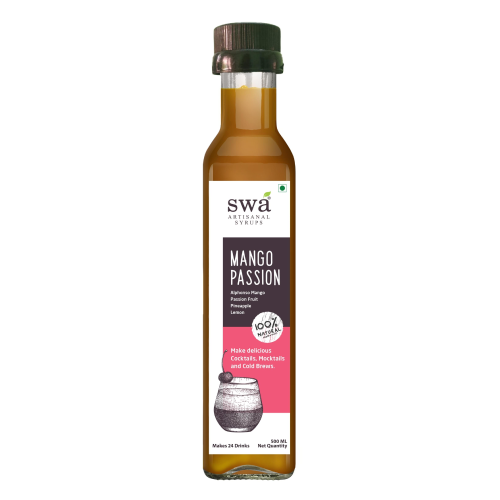 swa
ARTISANAL
SYRUPS
MANGO
PASSION
Alphonso Mango
Passion Fruit
Pineapple
Lemon
100%
NATURAL
Make delicious
Cocktails, Mocktails
and Cold Brews.
500 ML
Makes 24 Drinks
Net Quantity